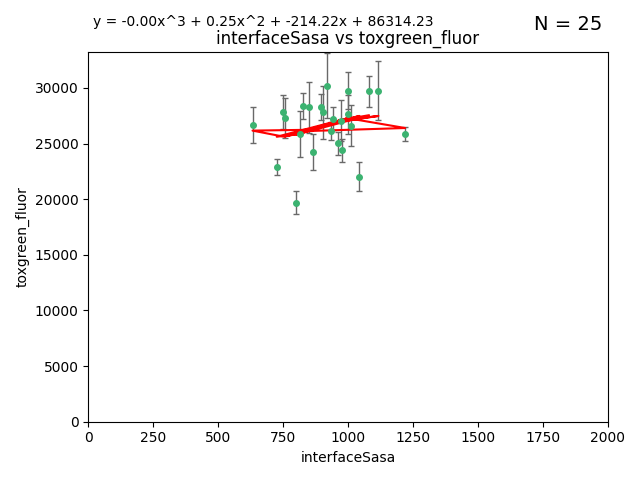 y = -0.00x^3 + 0.25x^2 + -214.22x + 86314.23
N = 25
interfaceSasa vs toxgreen_fluor
30000
25000
20000
15000
10000
5000
0
toxgreen_fluor
0 250 500 750 1000 1250 1500 1750 2000
interfaceSasa